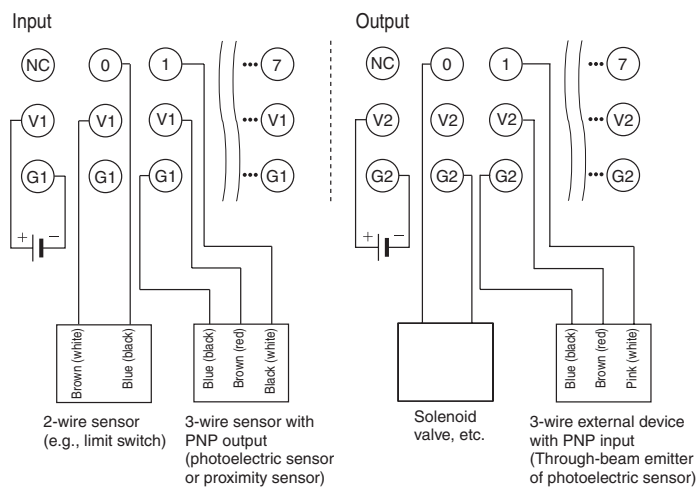 Input
Output
NC 0 1 ••• 7
NC 0 1 ••• 7
V1 V1 V1 ••• V1
V2 V2 V2 ••• V2
G1 G1 G1 ••• G1
G2 G2 G2 ••• G2
+ −
+ −
Brown (white)
Blue (black)
Blue (black)
Brown (red)
Black (white)
Blue (black)
Brown (red)
Pink (white)
2-wire sensor
(e.g., limit switch)
3-wire sensor with
PNP output
(photoelectric sensor
or proximity sensor)
Solenoid
valve, etc.
3-wire external device
with PNP input
(Through-beam emitter
of photoelectric sensor)